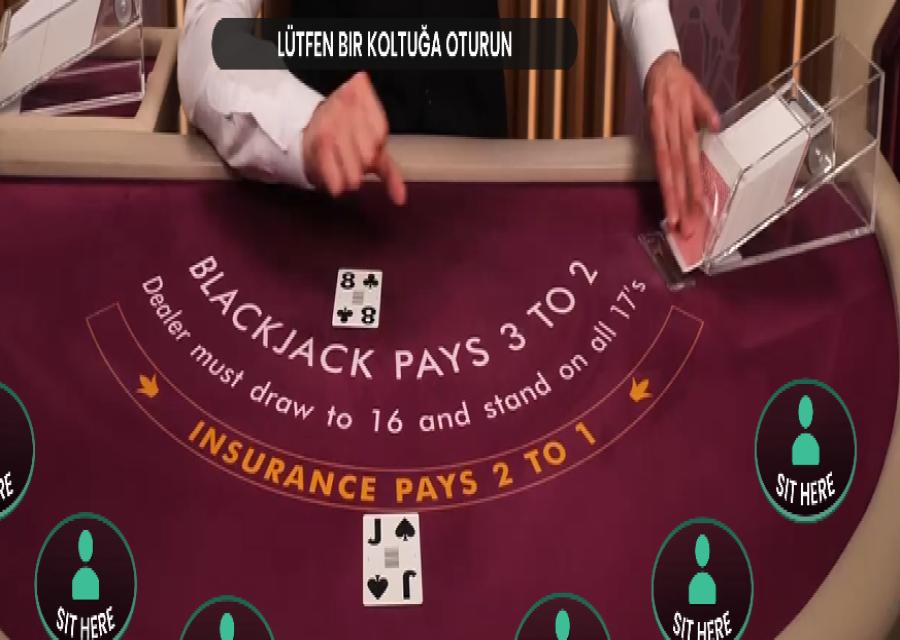 LÜTFEN BIR KOLTUĞA OTURUN
8
8
BLACKJACK PAYS 3 TO 2
Dealer must draw to 16 and stand on all 17's
INSURANCE PAYS 2 TO 1
J
J
SIT HERE
SIT HERE
SIT HERE